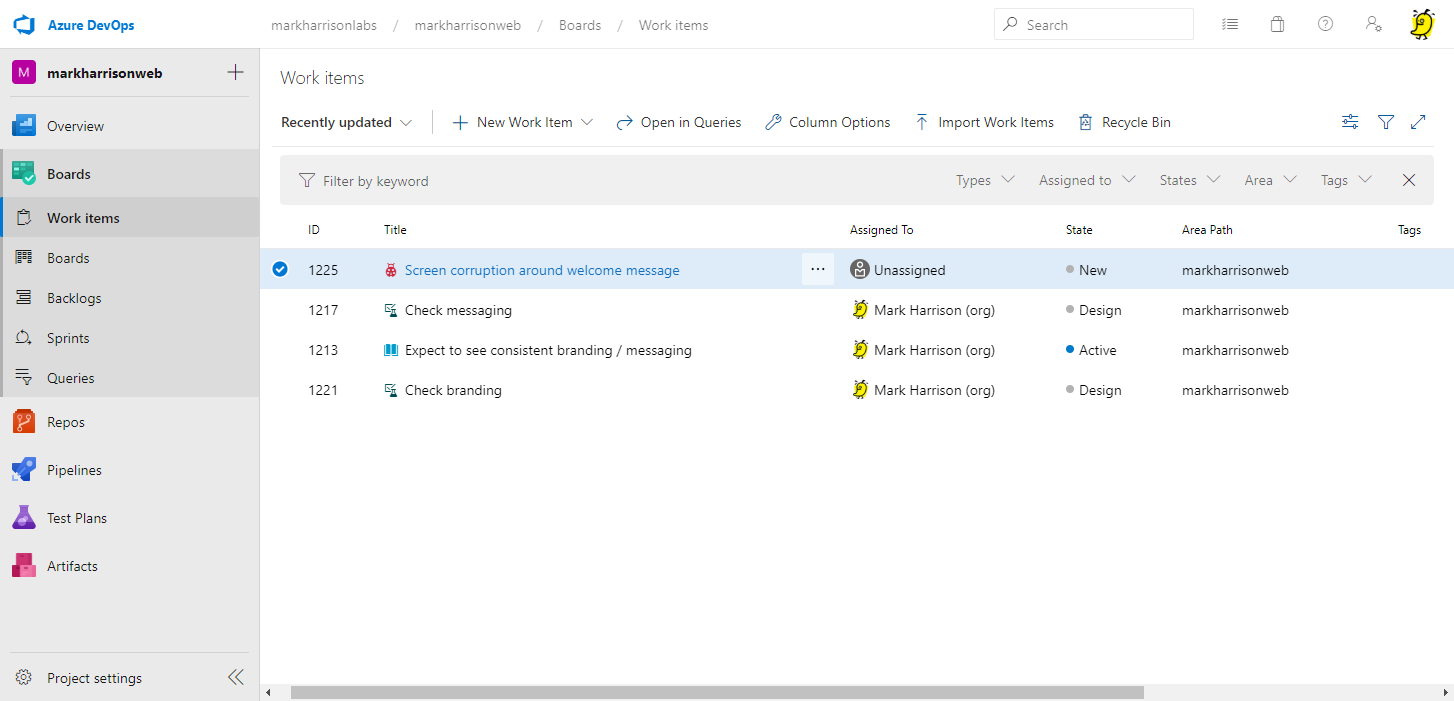 Azure DevOps
markharrisonlabs / markharrisonweb / Boards / Work items
Search
M markharrisonweb
Overview
Boards
Work items
Boards
Backlogs
Sprints
Queries
Repos
Pipelines
Test Plans
Artifacts
Project settings
Work items
Recently updated New Work Item Open in Queries Column Options Import Work Items Recycle Bin
Filter by keyword Types Assigned to States Area Tags
ID Title Assigned To State Area Path Tags
1225 Screen corruption around welcome message ... Unassigned New markharrisonweb
1217 Check messaging Mark Harrison (org) Design markharrisonweb
1213 Expect to see consistent branding / messaging Mark Harrison (org) Active markharrisonweb
1221 Check branding Mark Harrison (org) Design markharrisonweb